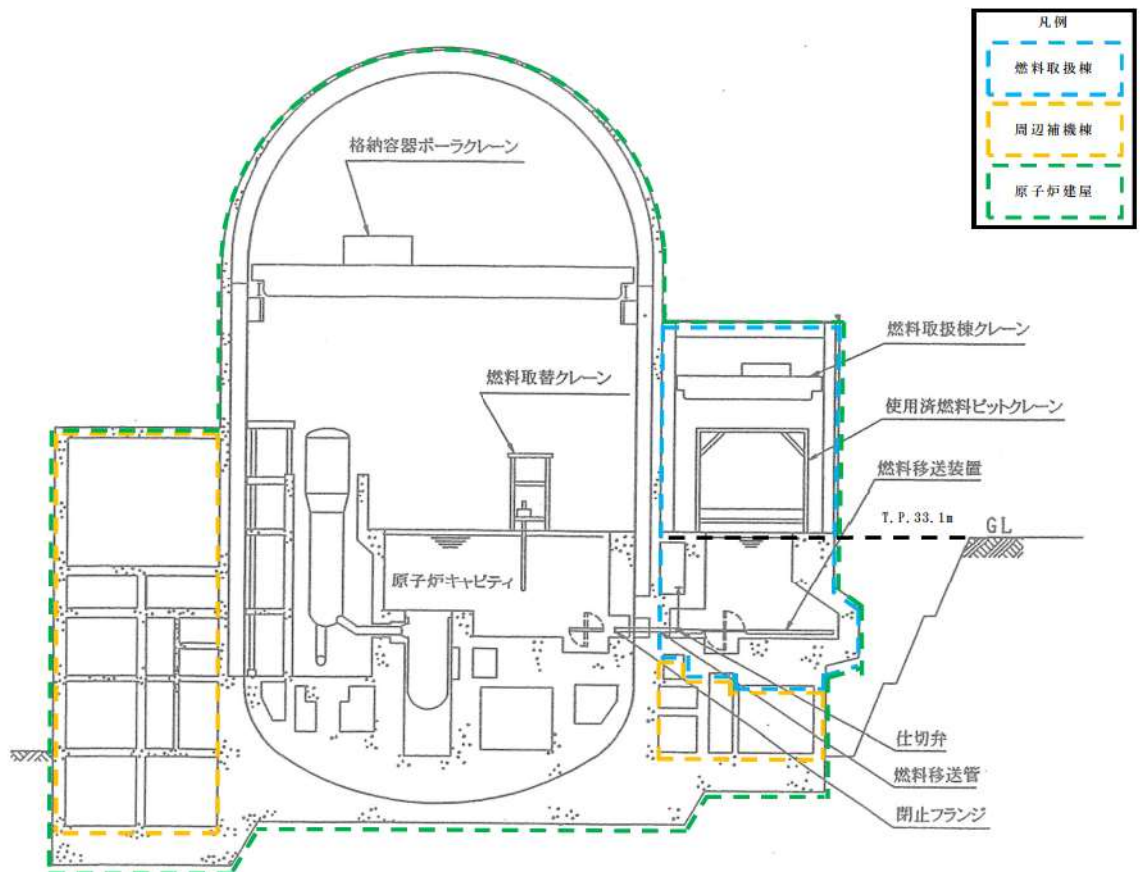 凡例
燃料取扱棟
周辺補機棟
原子炉建屋
格納容器ポーラクレーン
燃料取扱棟クレーン
燃料取替クレーン
使用済燃料ピットクレーン
燃料移送装置
T.P.33.1m
GL
原子炉キャビティ
仕切弁
燃料移送管
閉止フランジ